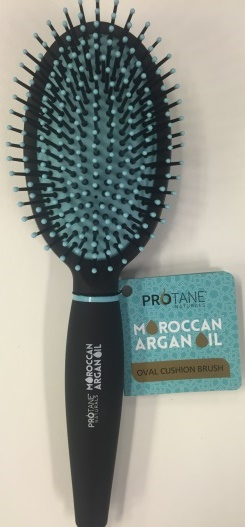 PROTANE
NATURALS
MOROCCAN
ARGAN OIL
OVAL CUSHION BRUSH
PROTANE
NATURALS
MOROCCAN
ARGAN OIL